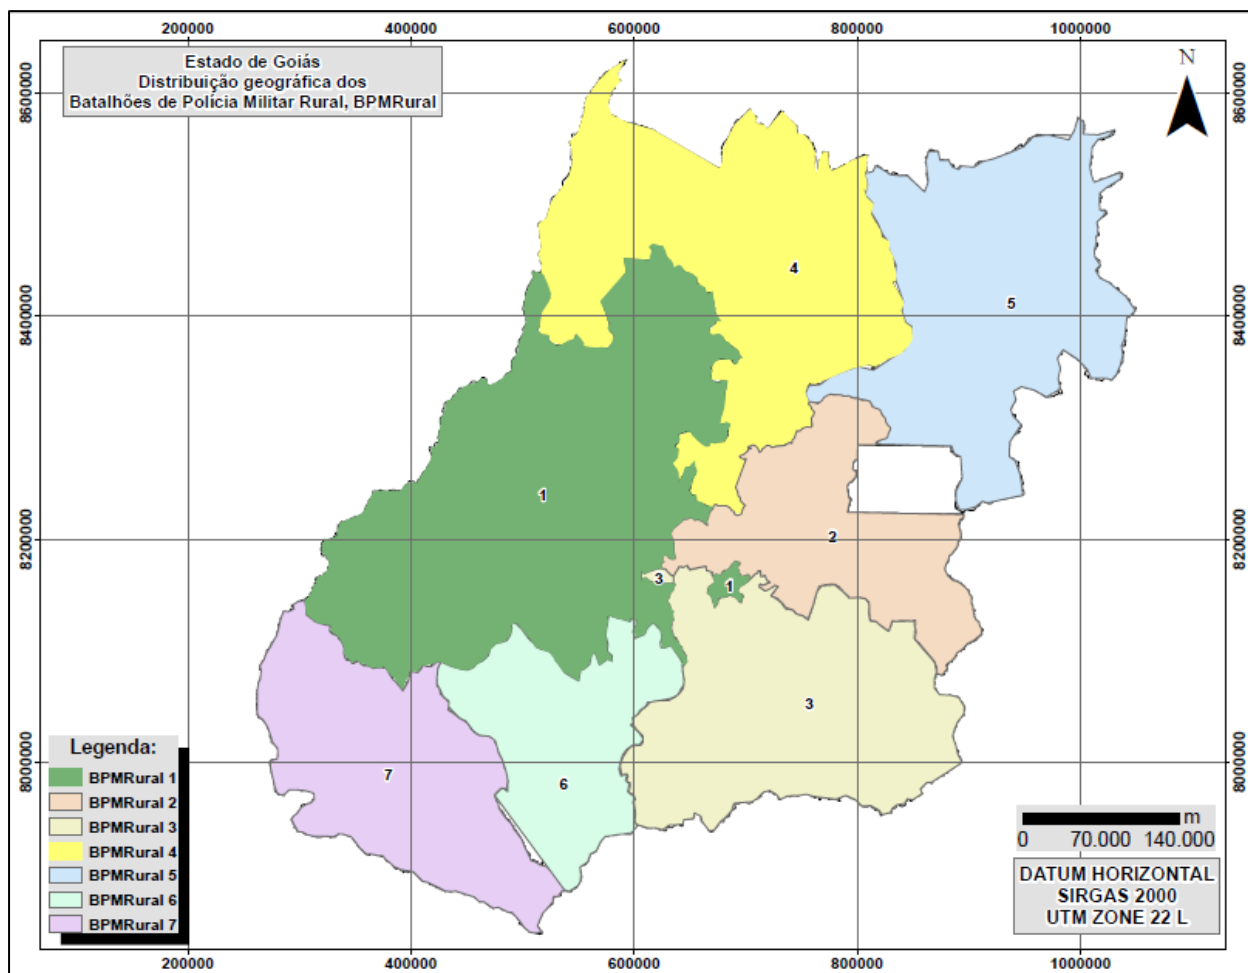 200000 400000 600000 800000 1000000
Estado de Goiás
Distribuição geográfica dos
Batalhões de Polícia Militar Rural, BPMRural
N
8600000 8600000
4
5
8400000 8400000
1
2
8200000 8200000
3
1
3
Legenda:
BPMRural 1
BPMRural 2
BPMRural 3
BPMRural 4
BPMRural 5
BPMRural 6
BPMRural 7
8000000 8000000
7
6
m
0 70.000 140.000
DATUM HORIZONTAL
SIRGAS 2000
UTM ZONE 22 L
200000 400000 600000 800000 1000000